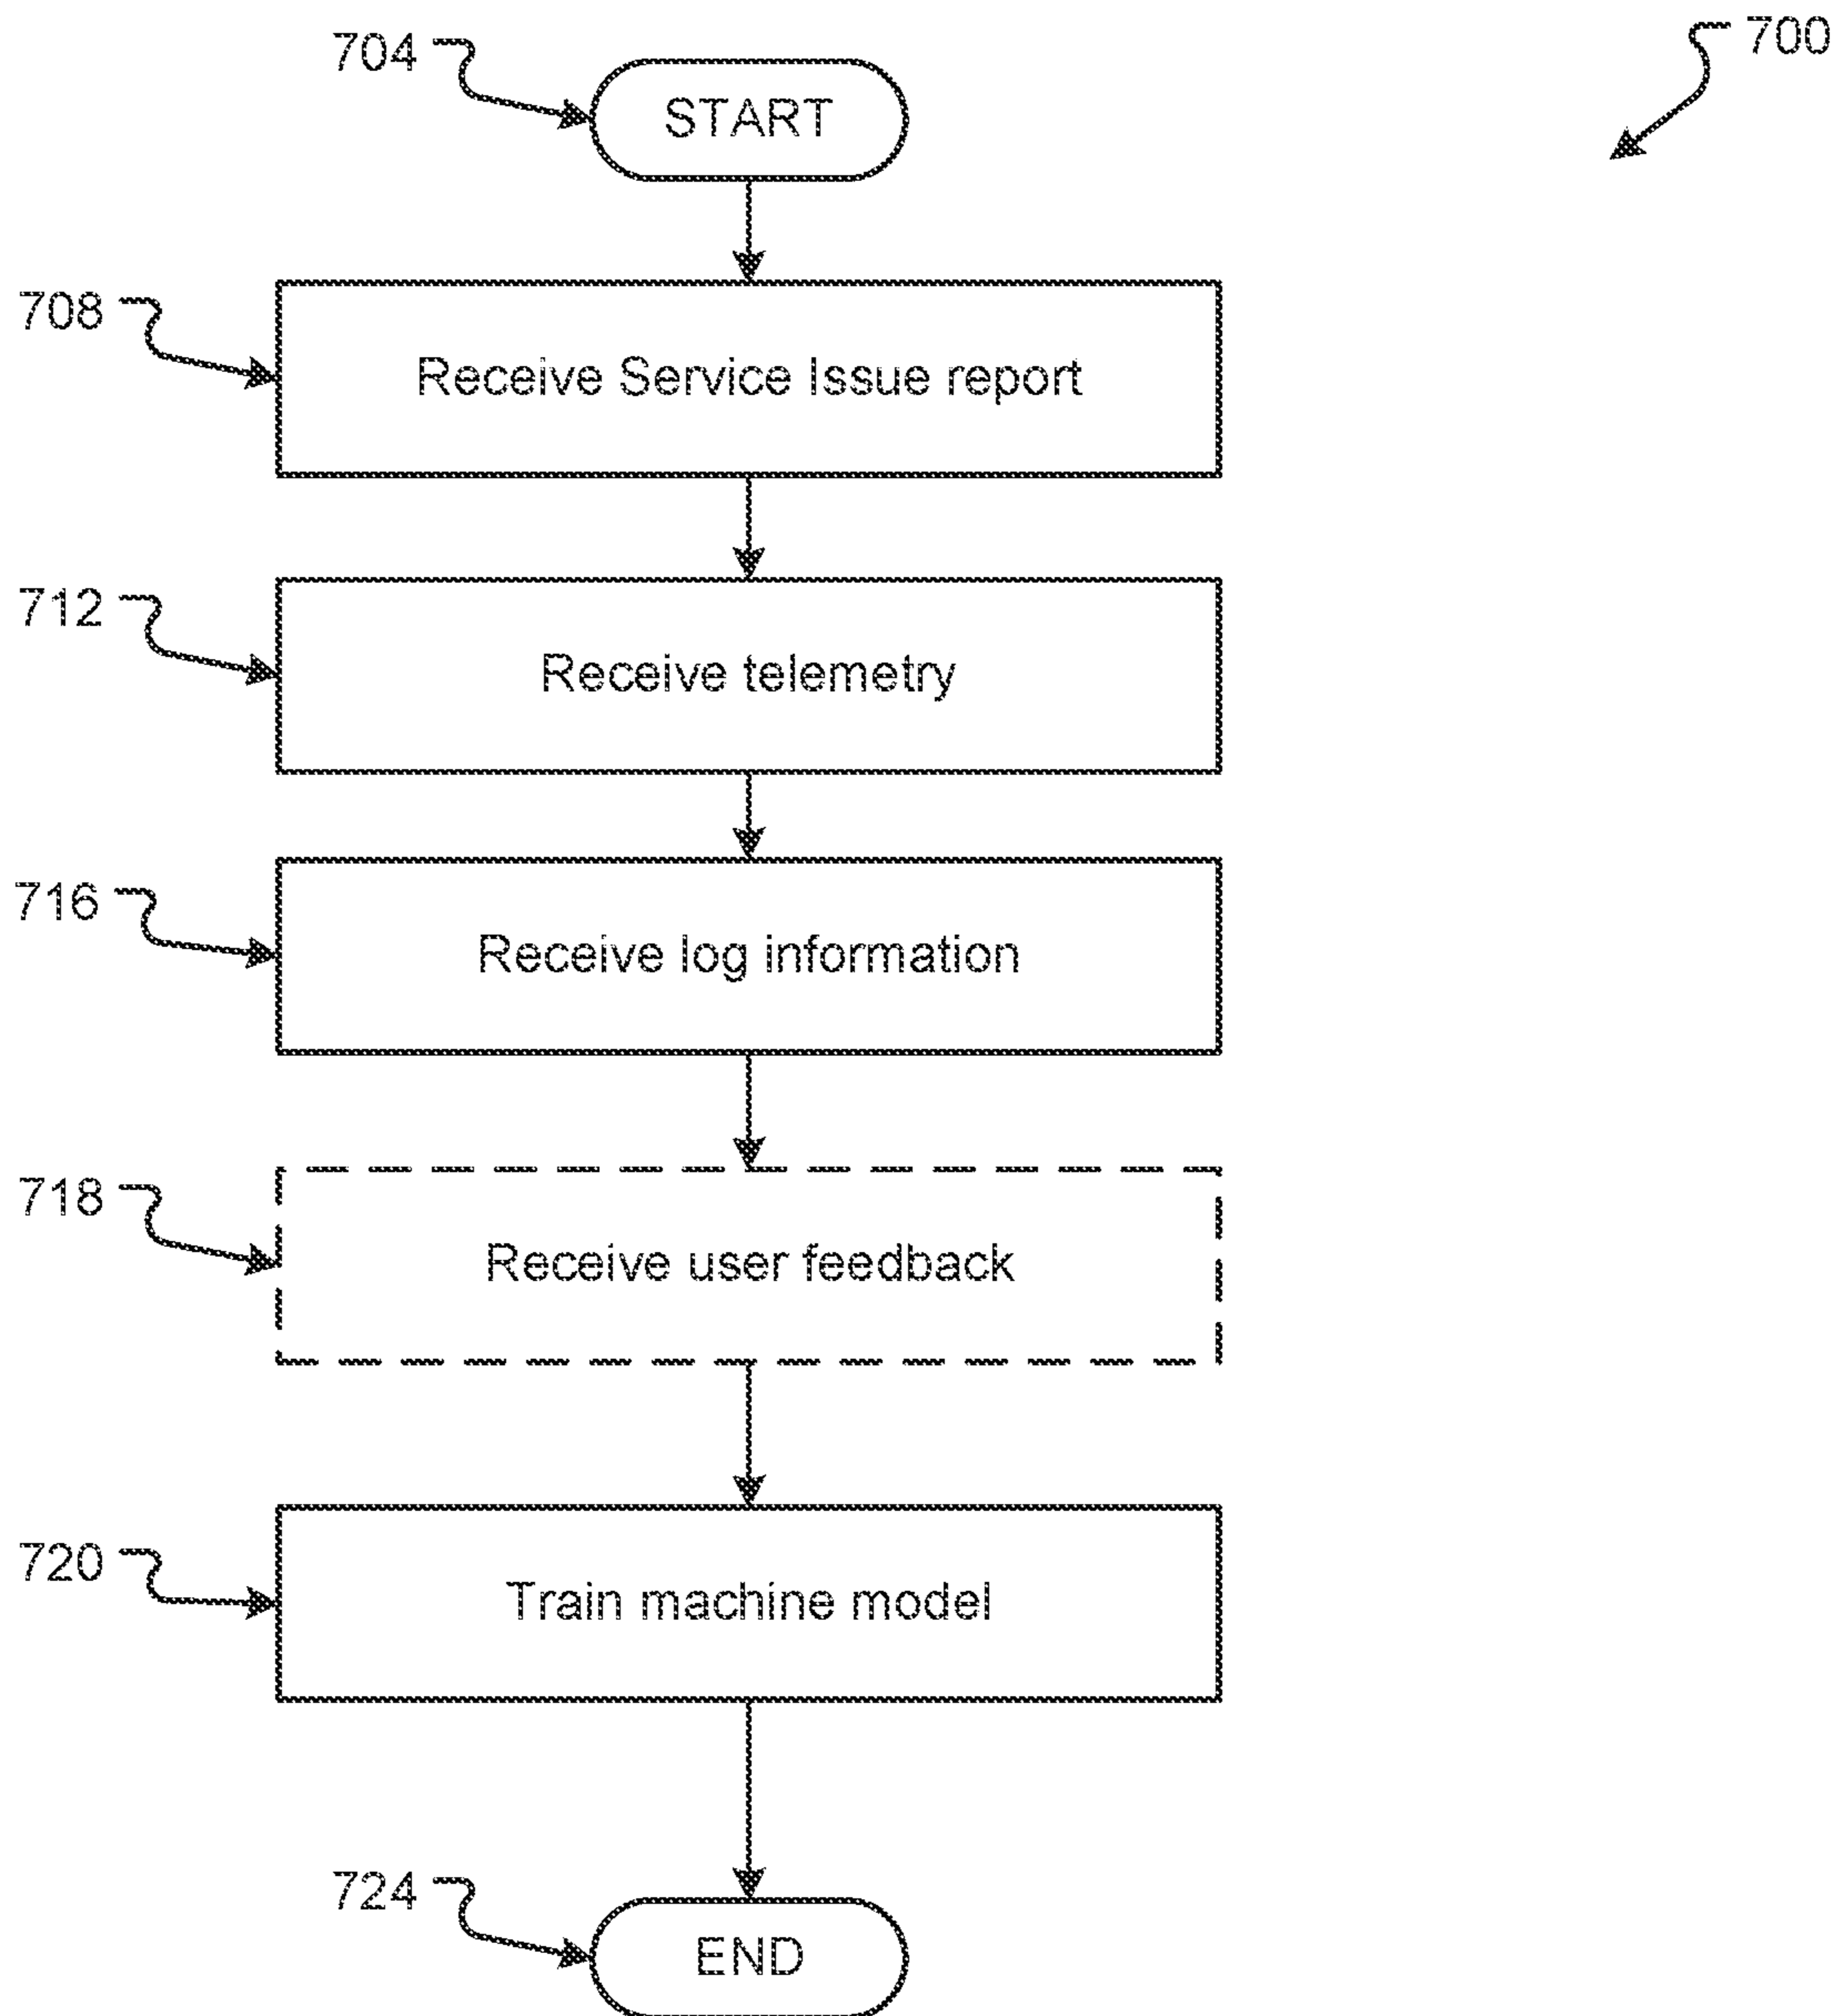 700
704
START
708
Receive Service Issue report
712
Receive telemetry
716
Receive log information
718
Receive user feedback
720
Train machine model
724
END